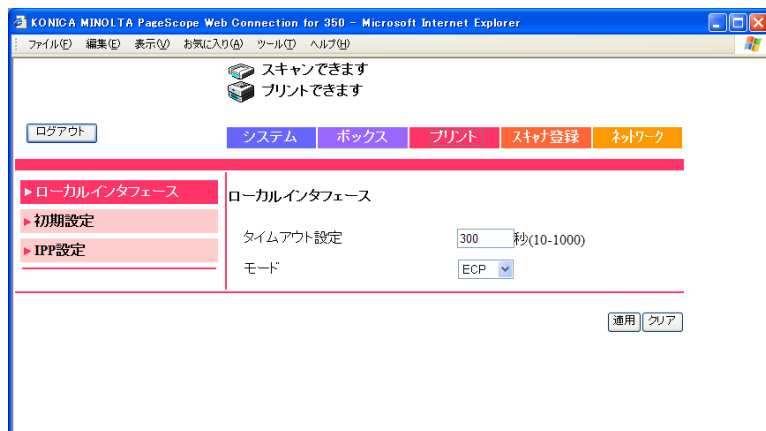 KONICA MINOLTA PageScope Web Connection for 350 - Microsoft Internet Explorer
ファイル(F) 編集(E) 表示(V) お気に入り(A) ツール(T) ヘルプ(H)
スキャンできます
プリントできます
ログアウト
システム ボックス プリント スキャナ登録 ネットワーク
ローカルインタフェース
初期設定
IPP設定
ローカルインタフェース
タイムアウト設定 300 秒(10-1000)
モード ECP
適用 クリア